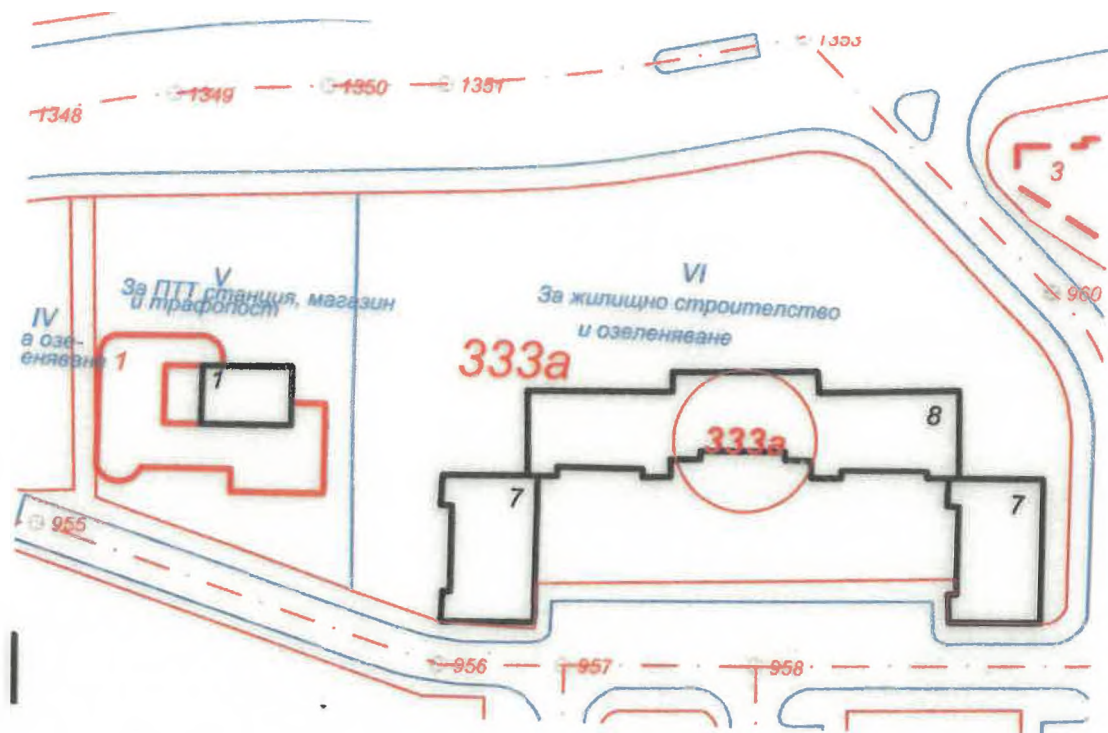 1353
1348
1349
1350
1351
3
V
За ПТТ станция, магазин
и трафопост
VI
За жилищно строителство
и озеленяване
960
IV
а озе-
еняване
1
1
333а
333а
8
7
7
955
956
957
958